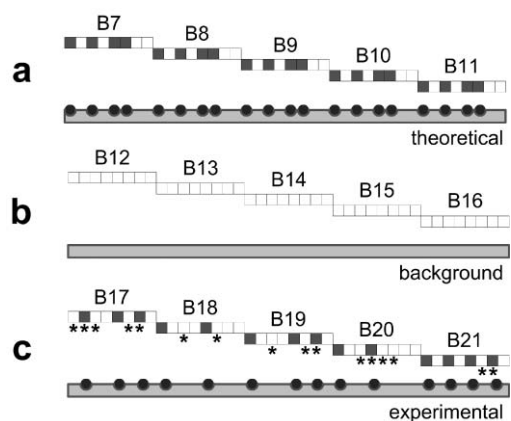 B7
B8
B9
B10
B11
a
theoretical
B12
B13
B14
B15
B16
b
background
B17
B18
B19
B20
B21
*** ** * * * ** **** **
c
experimental